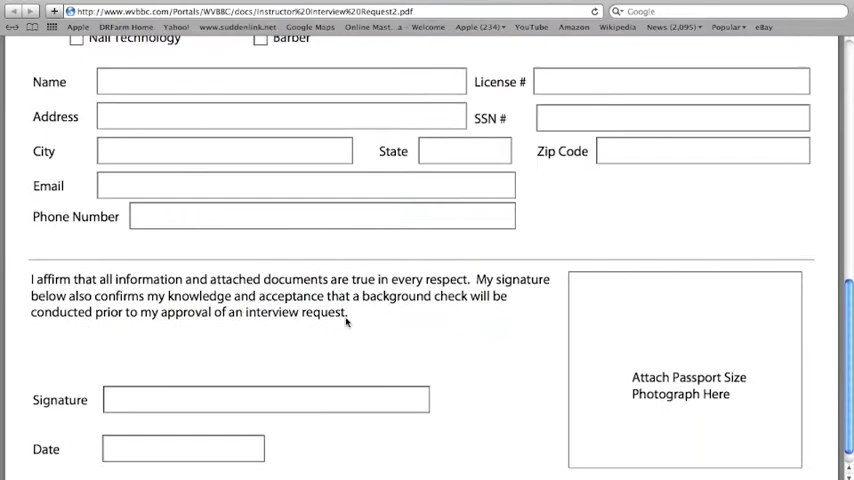 http://www.wvbbc.com/Portals/WVBBC/docs/Instructor%20Interview%20Request2.pdf
Google
Apple
DRFarm Home
Yahoo!
www.suddenlink.net
Google Maps
Online Mast. a – Welcome
Apple (234)
YouTube
Amazon
Wikipedia
News (2,095)
Popular
eBay
Nail Technology
Barber
Name
License #
Address
SSN #
City
State
Zip Code
Email
Phone Number
I affirm that all information and attached documents are true in every respect. My signature
below also confirms my knowledge and acceptance that a background check will be
conducted prior to my approval of an interview request.
Attach Passport Size
Photograph Here
Signature
Date